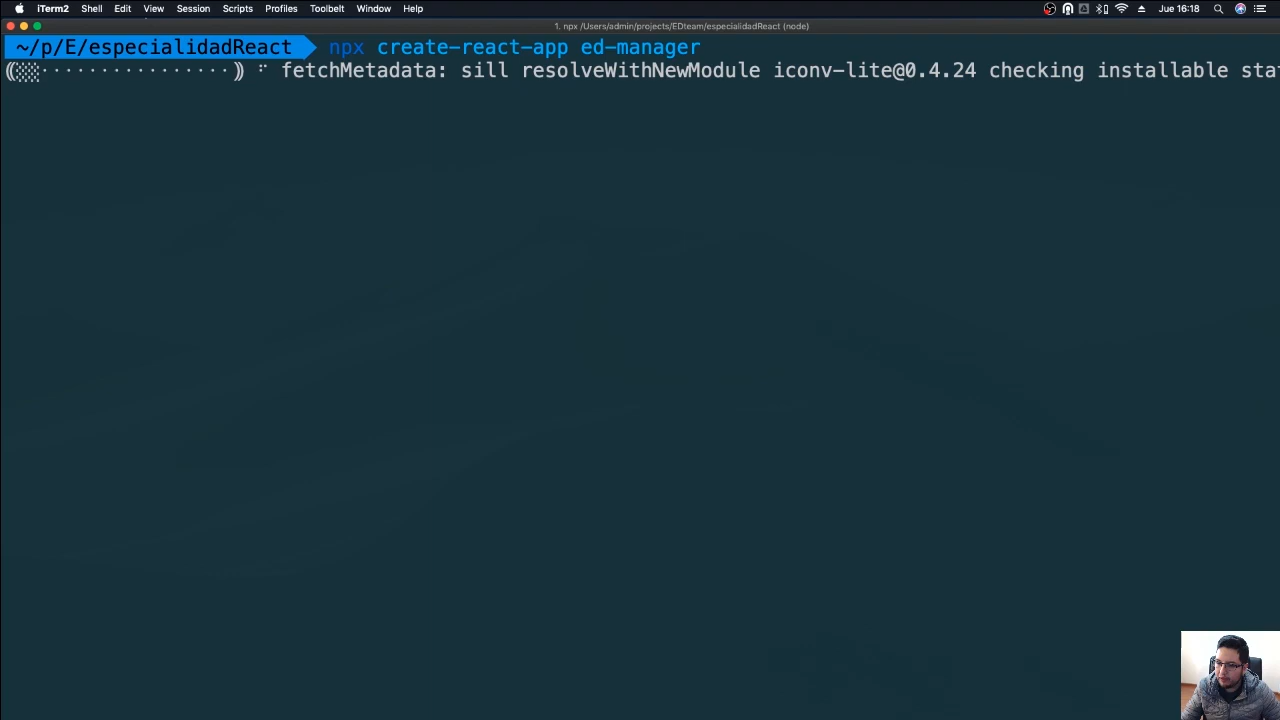 iTerm2 Shell Edit View Session Scripts Profiles Toolbelt Window Help Jue 16:18
1. npx /Users/admin/projects/EDteam/especialidadReact (node)
~/p/E/especialidadReact npx create-react-app ed-manager
fetchMetadata: sill resolveWithNewModule iconv-lite@0.4.24 checking installable sta